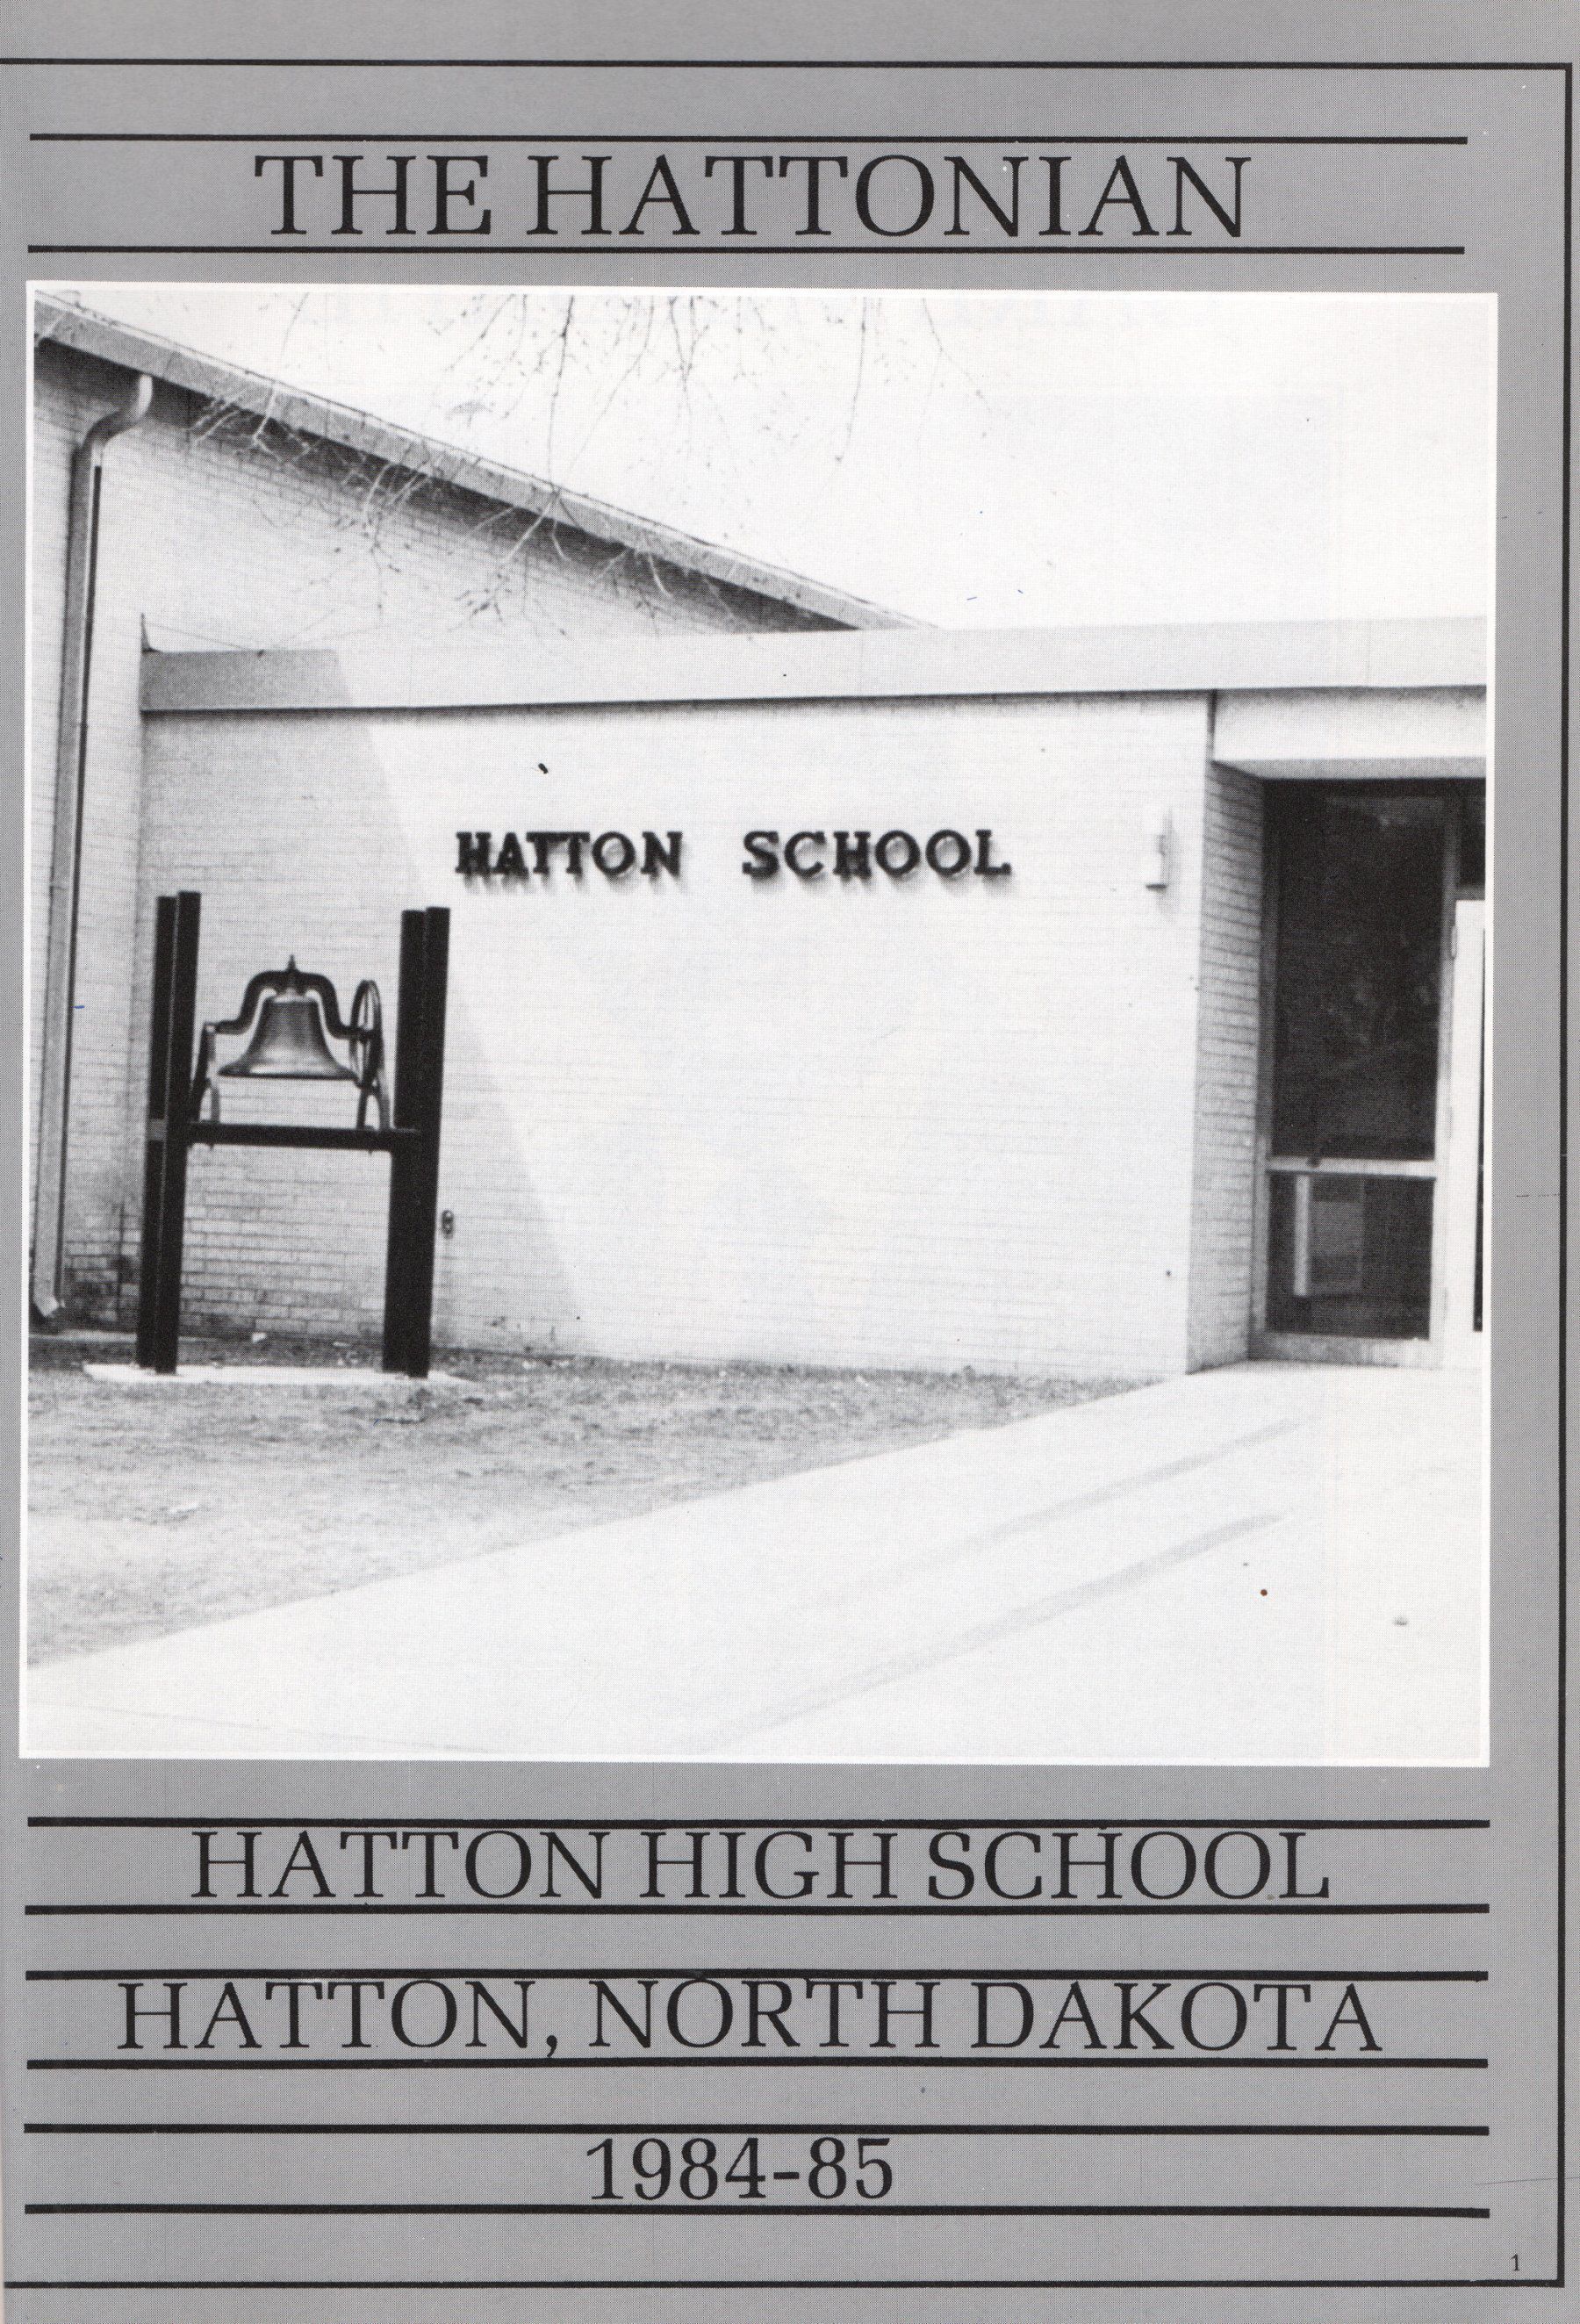 THE HATTONIAN
HATTON SCHOOL
HATTON HIGH SCHOOL
HATTON, NORTH DAKOTA
1984-85
1